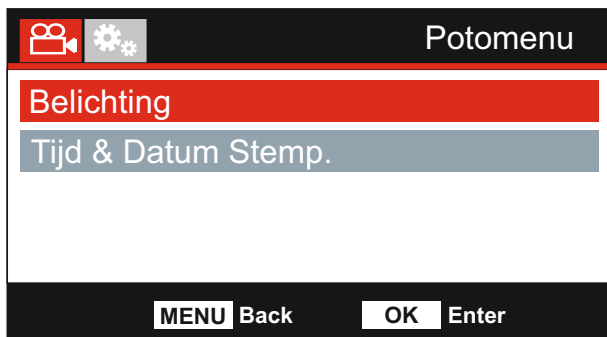 Potomenu
Belichting
Tijd & Datum Stemp.
MENU Back OK Enter